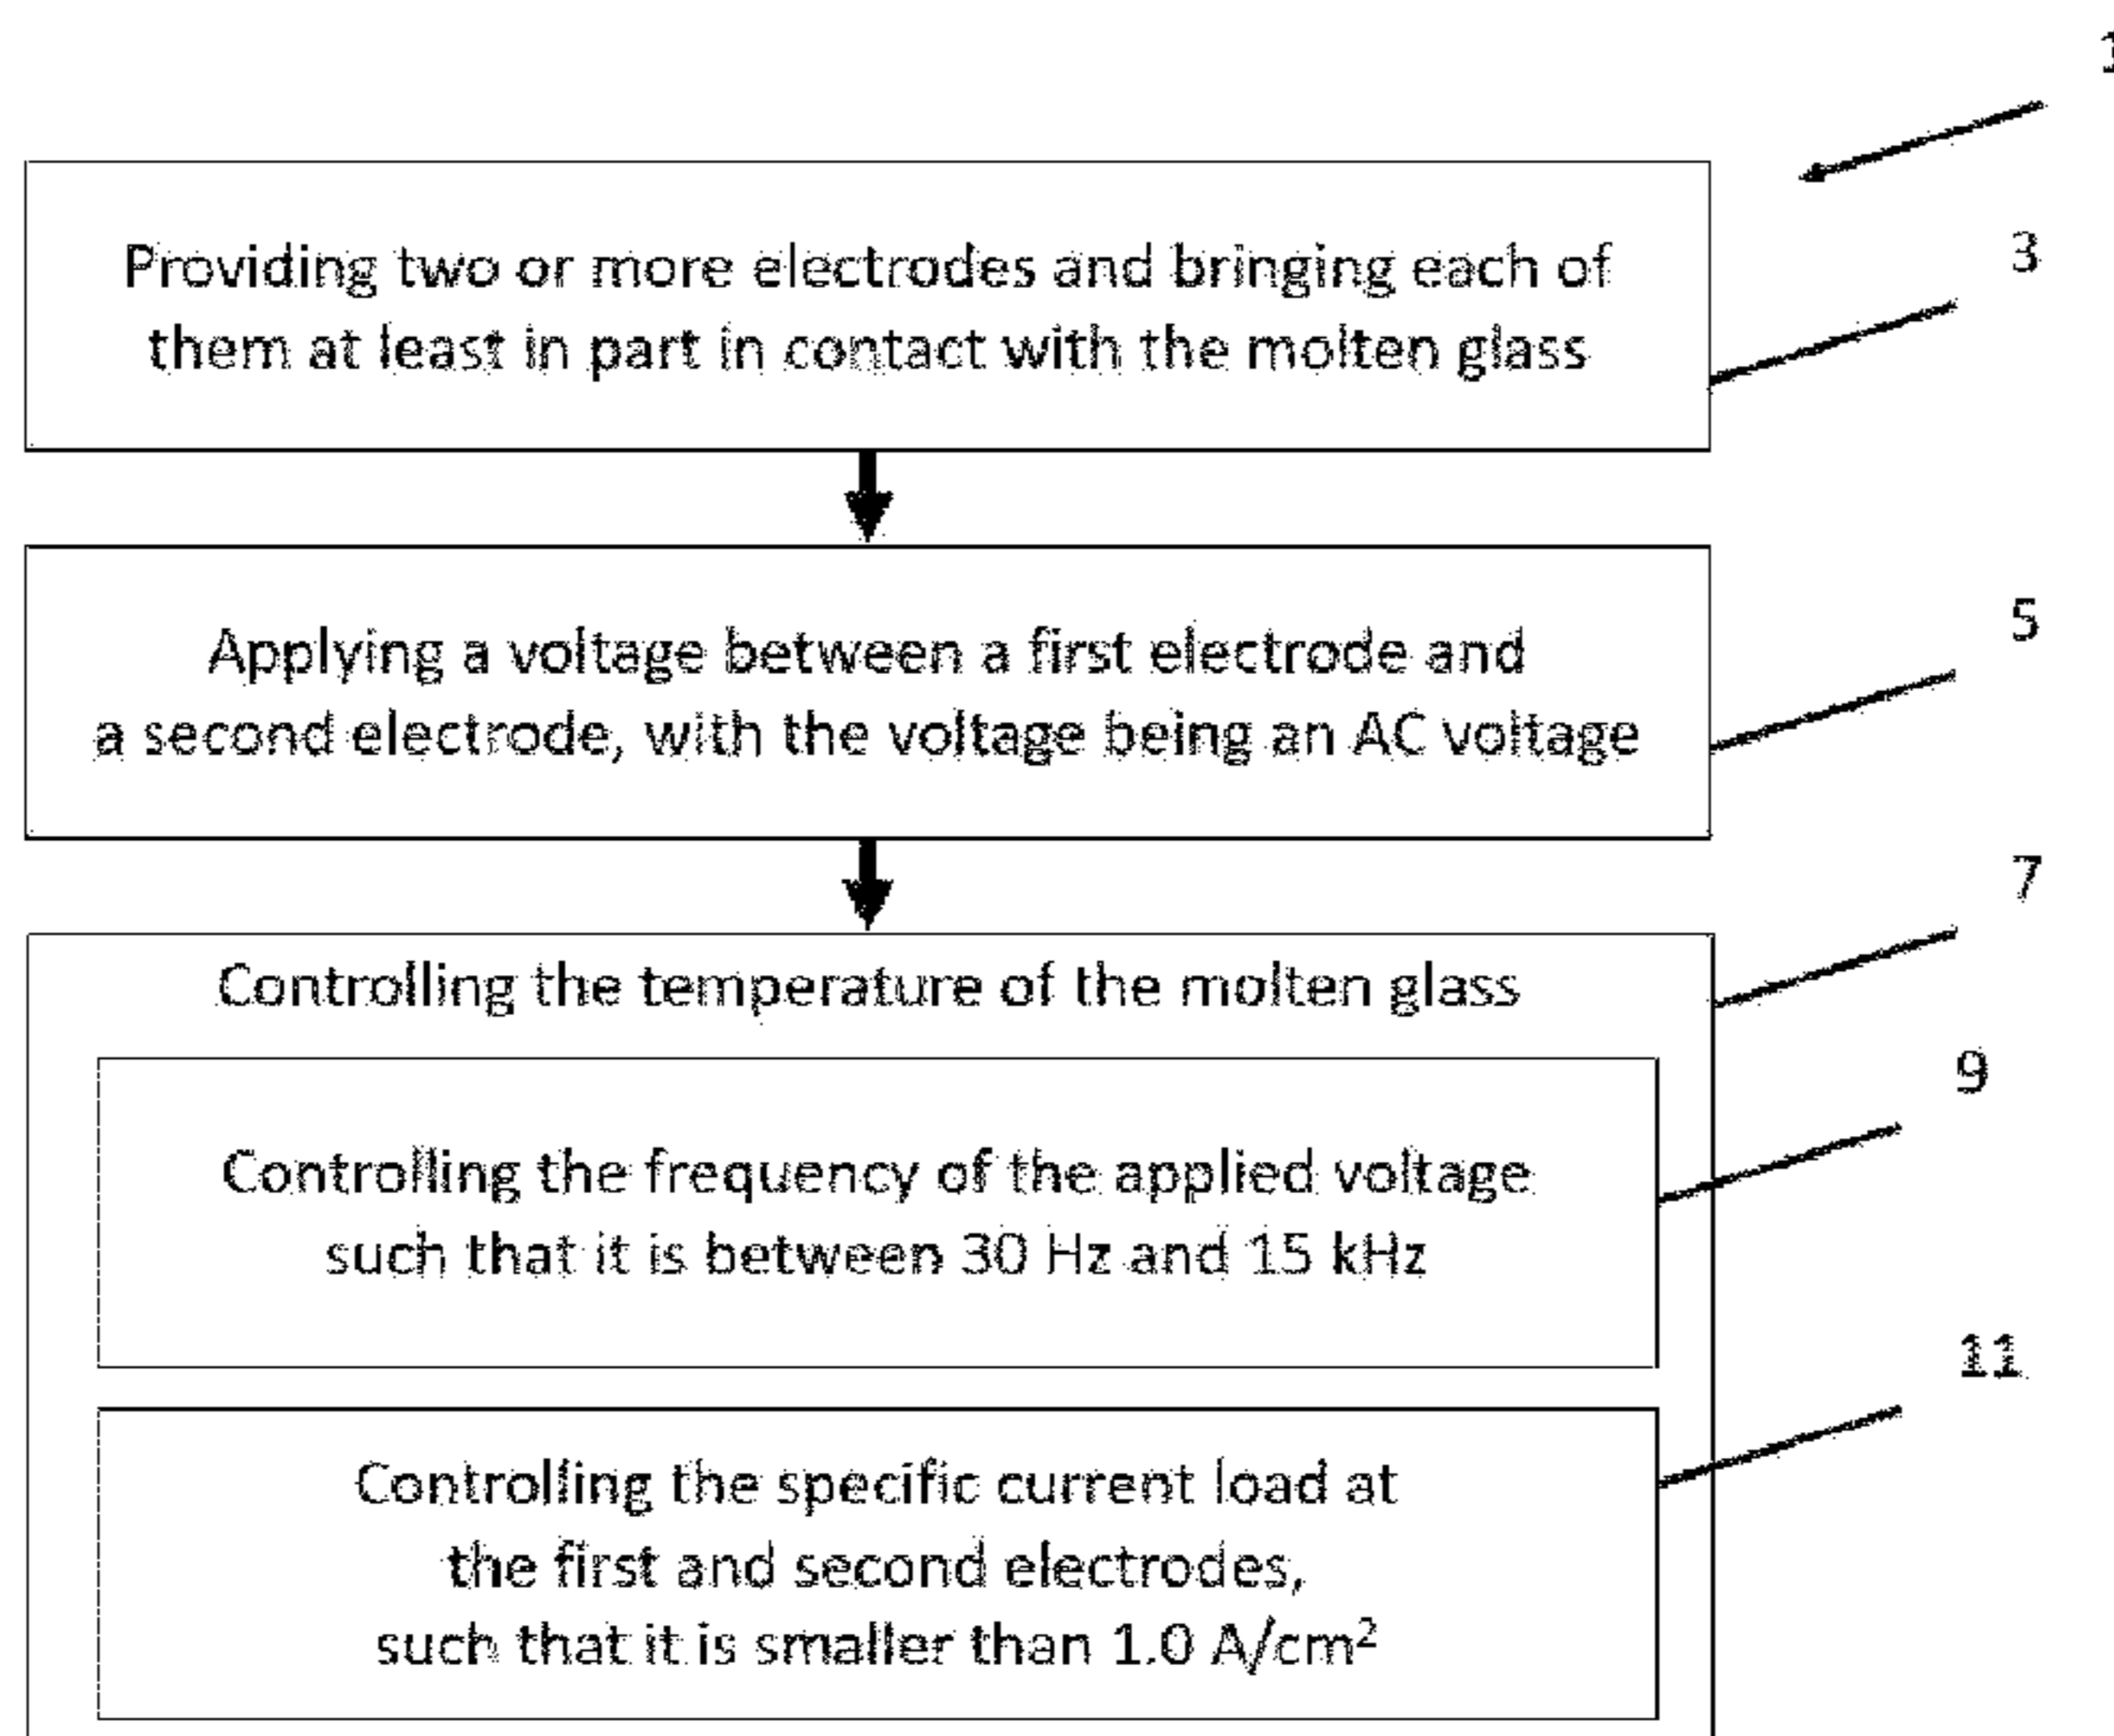 1
Providing two or more electrodes and bringing each of
them at least in part in contact with the molten glass
3
Applying a voltage between a first electrode and
a second electrode, with the voltage being an AC voltage
5
7
Controlling the temperature of the molten glass
9
Controlling the frequency of the applied voltage
such that it is between 30 Hz and 15 kHz
11
Controlling the specific current load at
the first and second electrodes,
such that it is smaller than 1.0 A/cm²